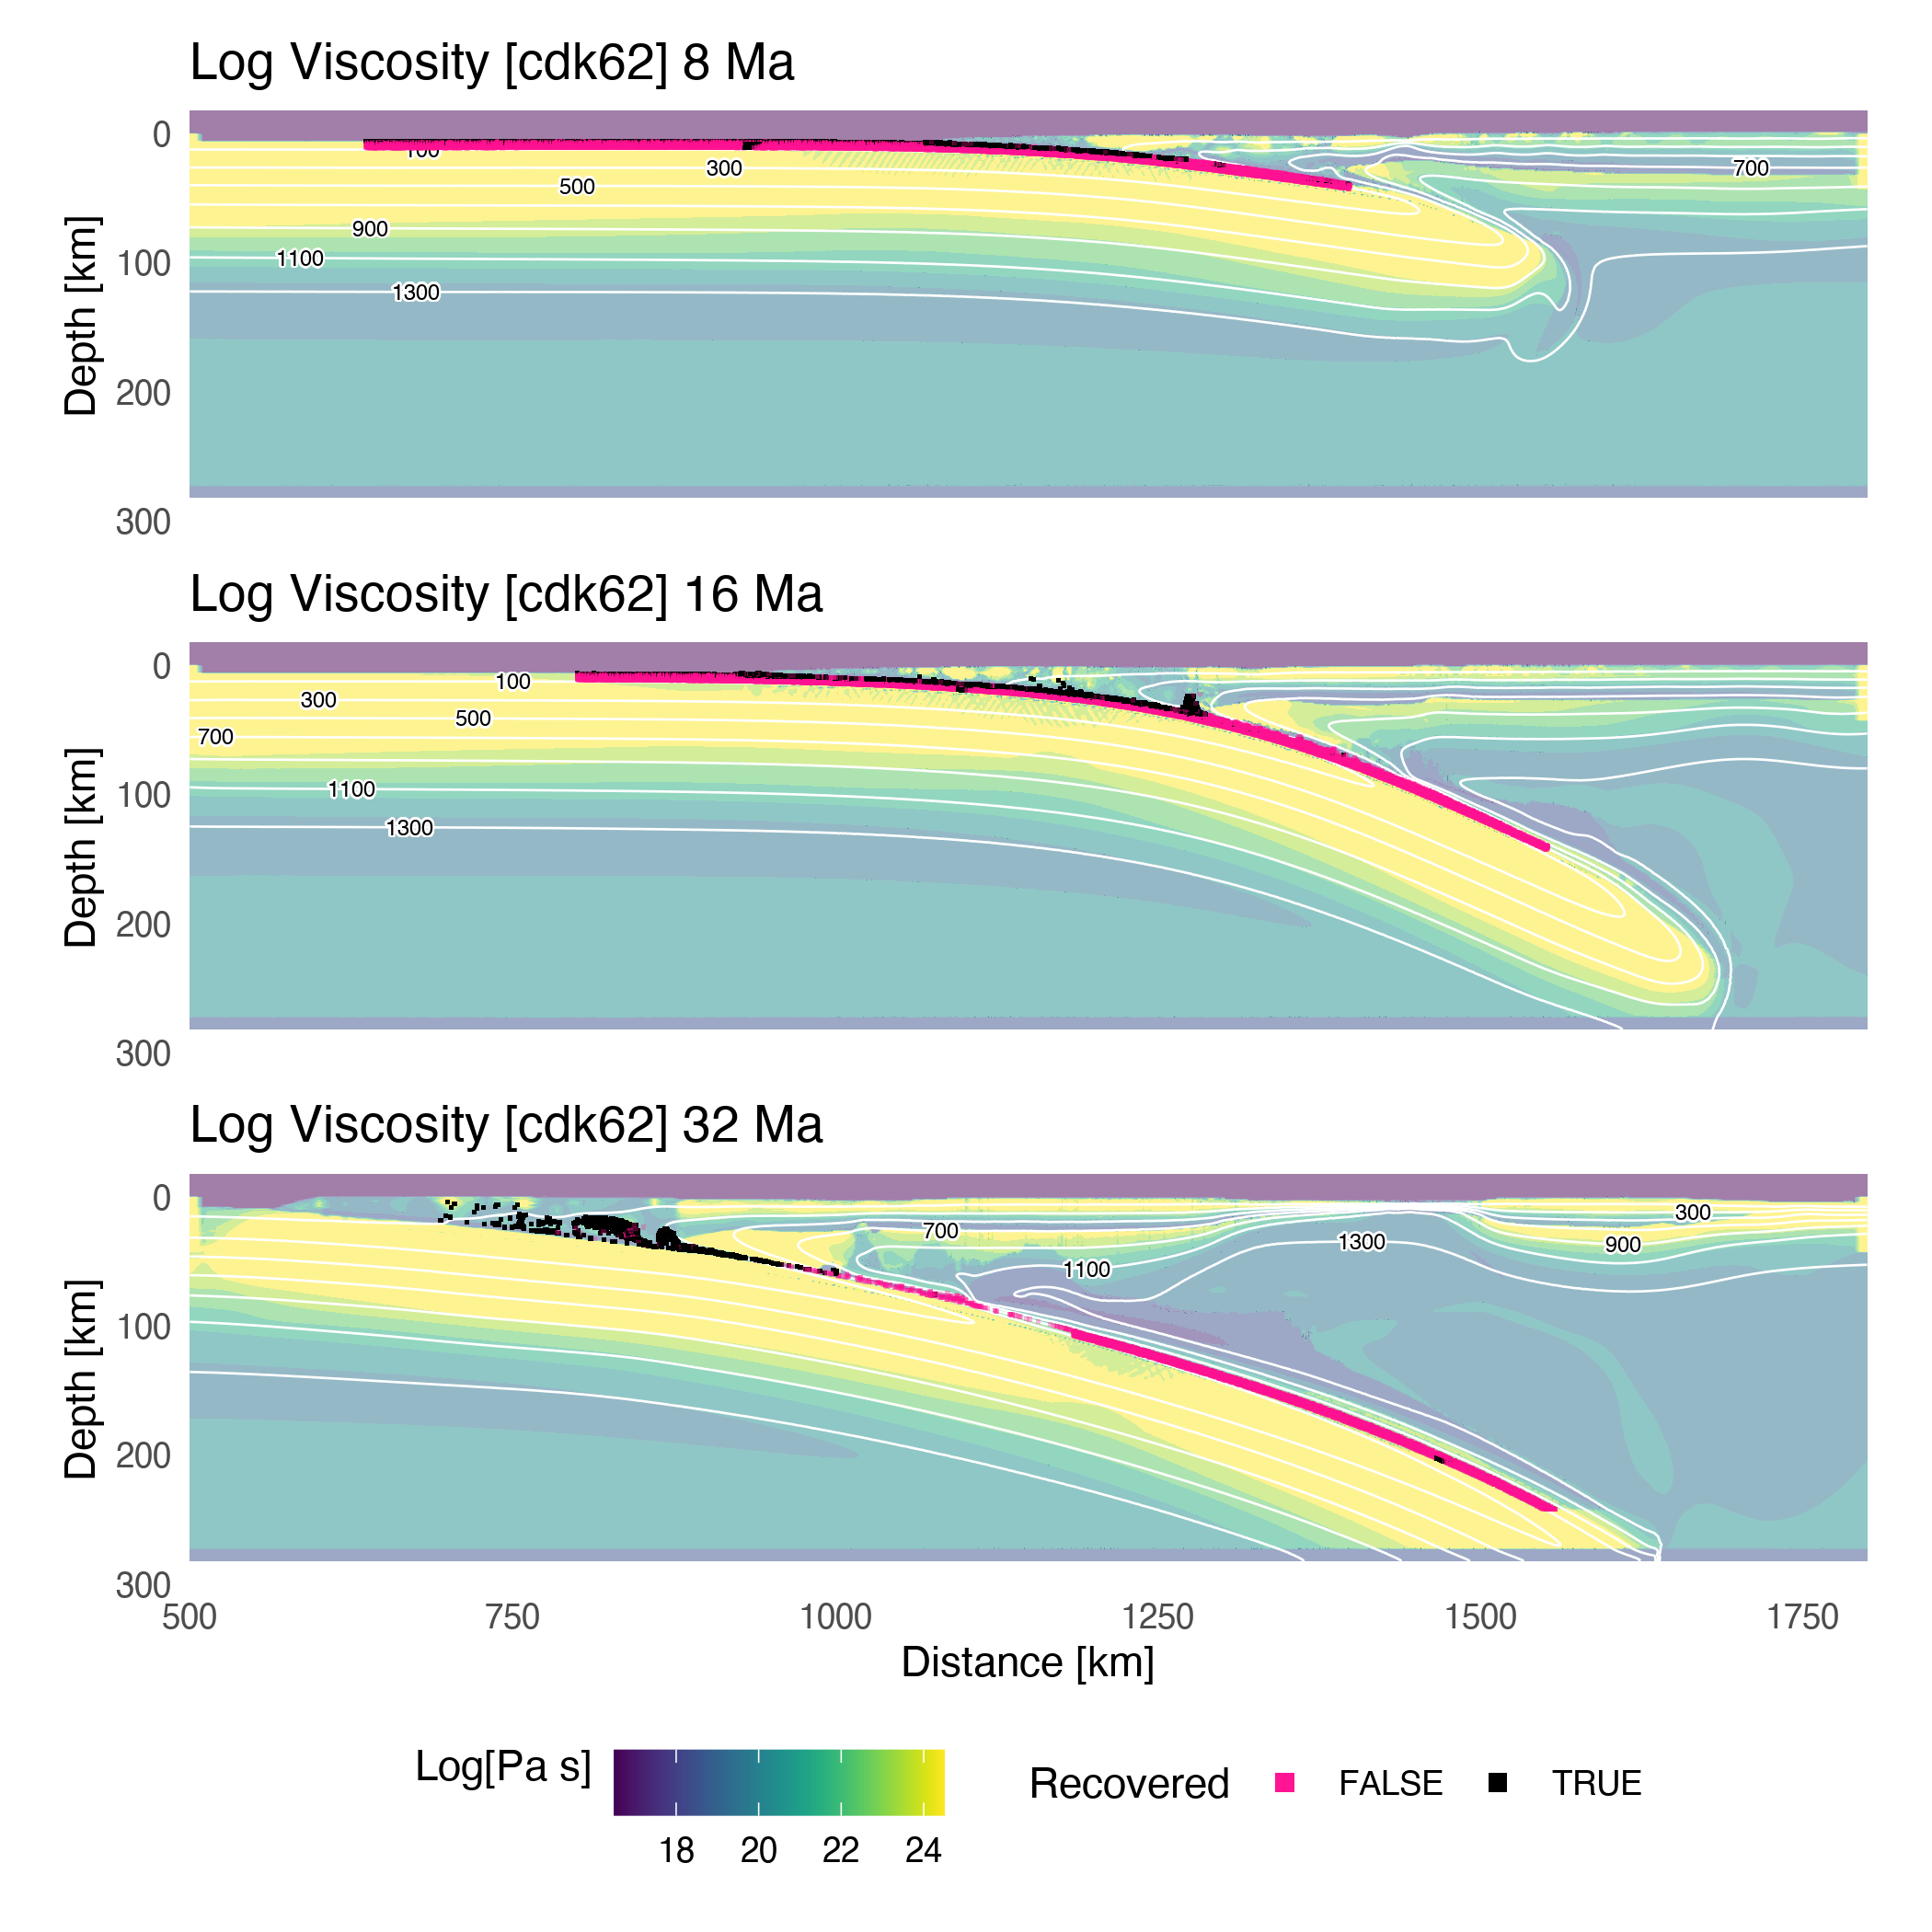 Log Viscosity [cdk62] 8 Ma
0
100
200
300
Depth [km]
100
300
500
700
900
1100
1300
Log Viscosity [cdk62] 16 Ma
0
100
200
300
Depth [km]
100
300
500
700
1100
1300
Log Viscosity [cdk62] 32 Ma
0
100
200
300
Depth [km]
300
700
900
1100
1300
500 750 1000 1250 1500 1750
Distance [km]
Log[Pa s]
18 20 22 24
Recovered FALSE TRUE